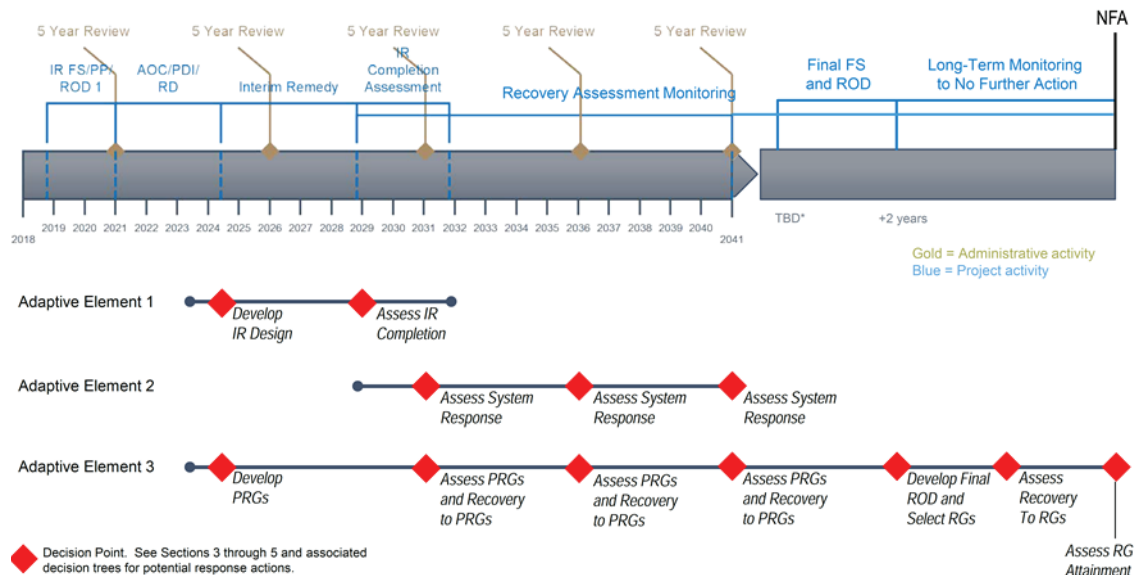 NFA
5 Year Review
5 Year Review
5 Year Review
5 Year Review
5 Year Review
IR FS/PP/
ROD 1
AOC/PDI/
RD
Interim Remedy
IR
Completion
Assessment
Recovery Assessment Monitoring
Final FS
and ROD
Long-Term Monitoring
to No Further Action
2018
2019
2020
2021
2022
2023
2024
2025
2026
2027
2028
2029
2030
2031
2032
2033
2034
2035
2036
2037
2038
2039
2040
2041
TBD*
+2 years
Gold = Administrative activity
Blue = Project activity
Adaptive Element 1
Develop
IR Design
Assess IR
Completion
Adaptive Element 2
Assess System
Response
Assess System
Response
Assess System
Response
Adaptive Element 3
Develop
PRGs
Assess PRGs
and Recovery
to PRGs
Assess PRGs
and Recovery
to PRGs
Assess PRGs
and Recovery
to PRGs
Develop Final
ROD and
Select RGs
Assess
Recovery
To RGs
Assess RG
Attainment
Decision Point. See Sections 3 through 5 and associated
decision trees for potential response actions.